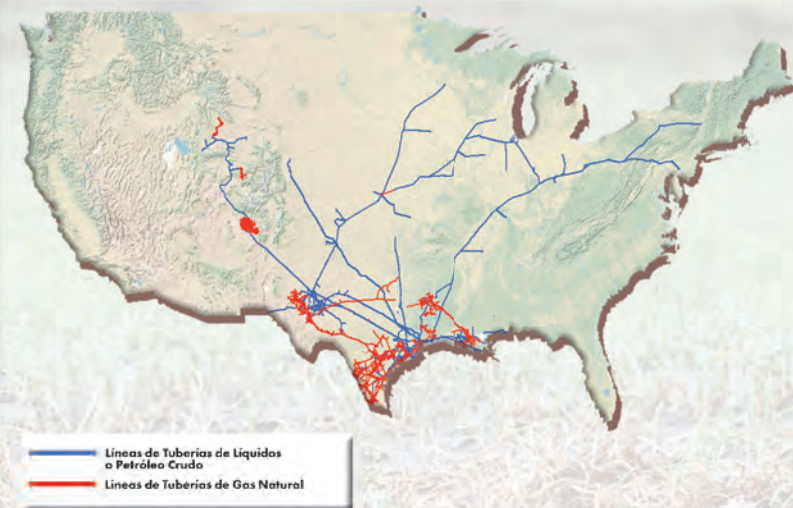 Líneas de Tuberías de Líquidos
o Petróleo Crudo
Líneas de Tuberías de Gas Natural